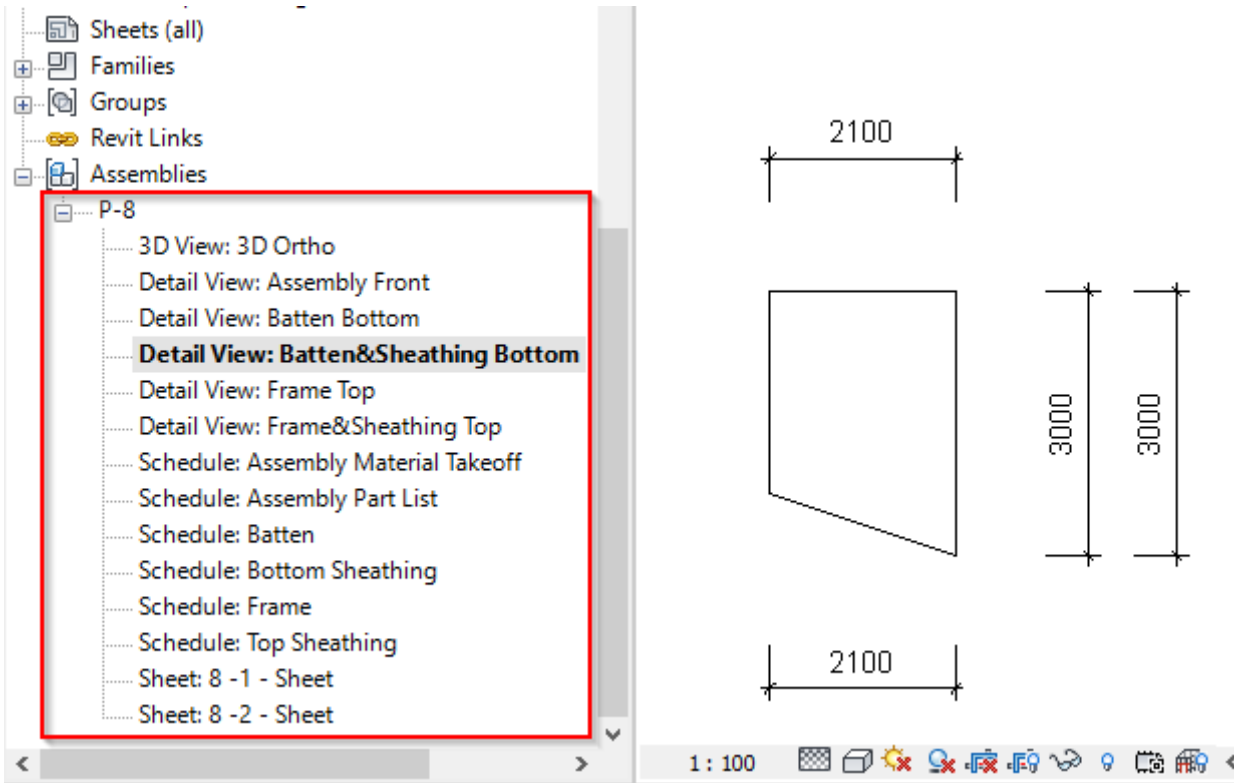 Sheets (all)
Families
Groups
Revit Links
Assemblies
P-8
3D View: 3D Ortho
Detail View: Assembly Front
Detail View: Batten Bottom
Detail View: Batten&Sheathing Bottom
Detail View: Frame Top
Detail View: Frame&Sheathing Top
Schedule: Assembly Material Takeoff
Schedule: Assembly Part List
Schedule: Batten
Schedule: Bottom Sheathing
Schedule: Frame
Schedule: Top Sheathing
Sheet: 8 -1 - Sheet
Sheet: 8 -2 - Sheet
2100
3000
3000
2100
1 : 100